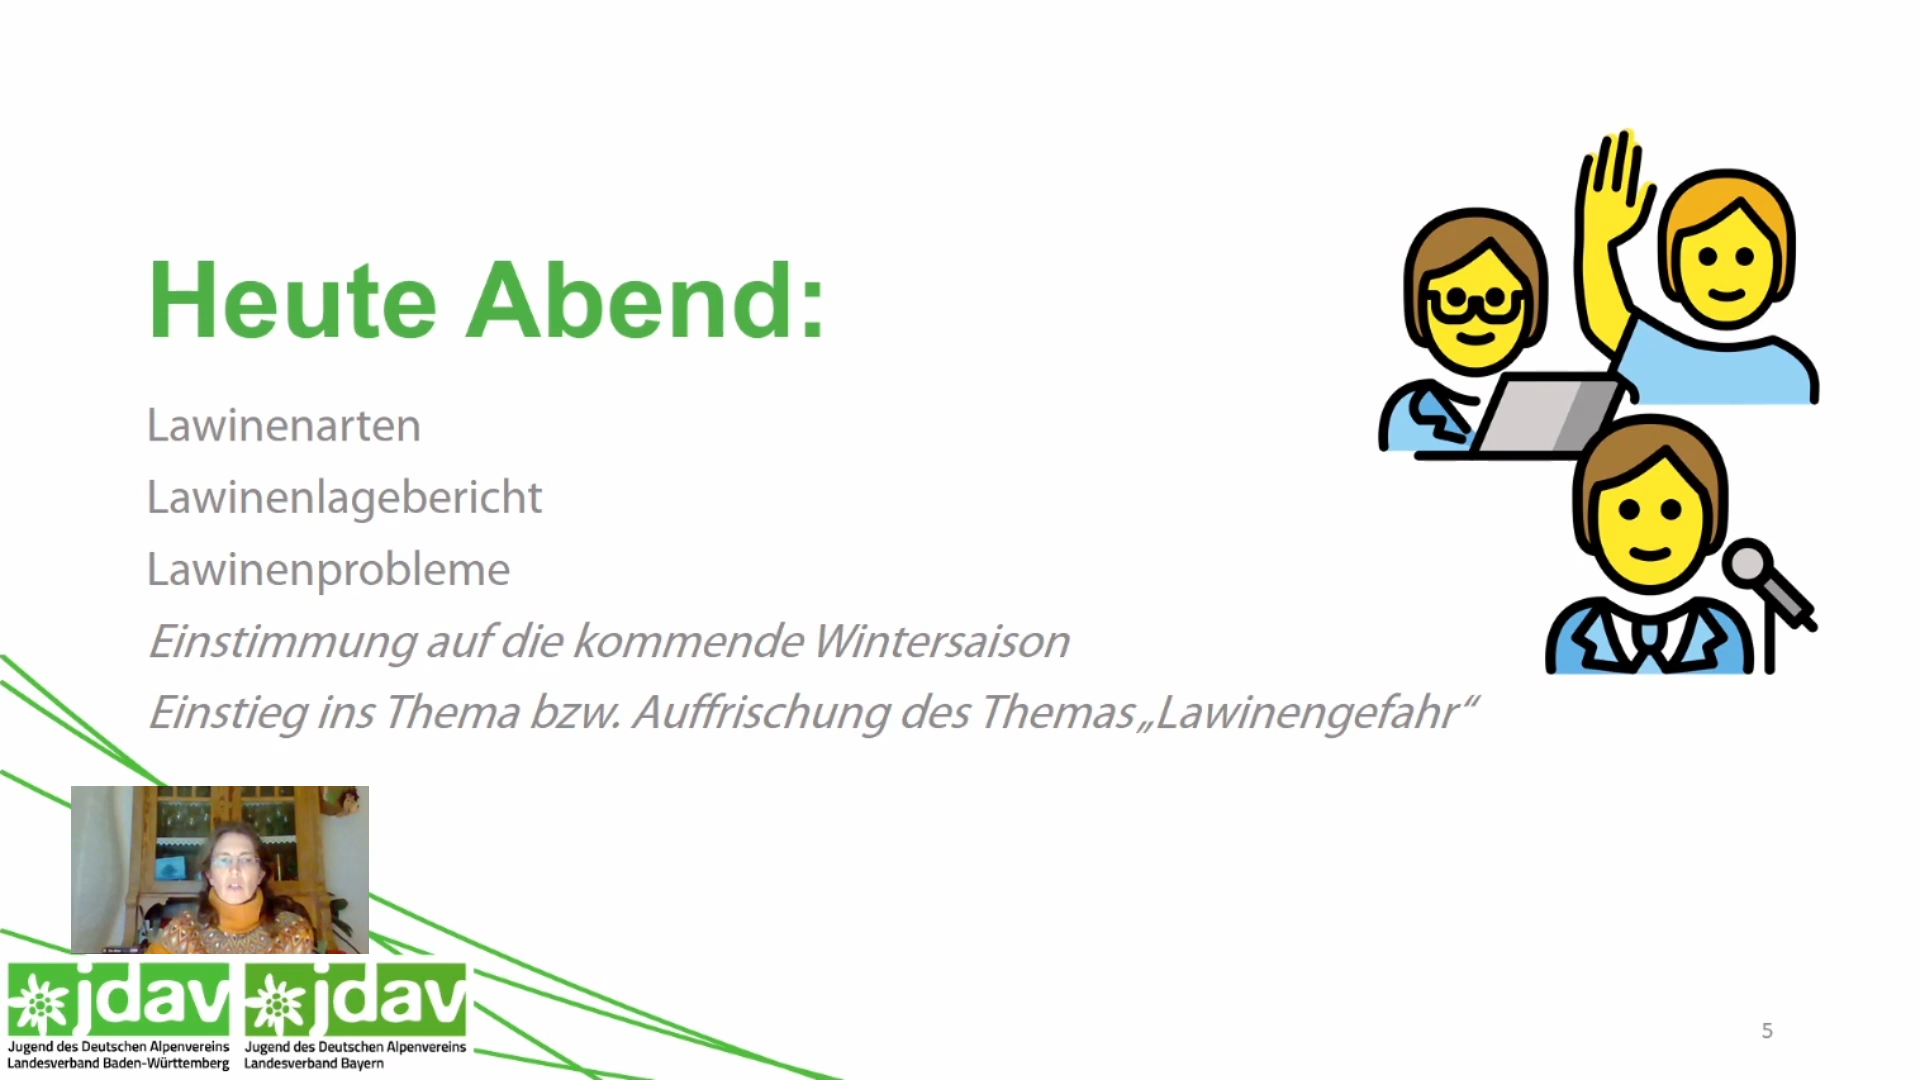 Heute Abend:
Lawinenarten
Lawinenlagebericht
Lawinenprobleme
Einstimmung auf die kommende Wintersaison
Einstieg ins Thema bzw. Auffrischung des Themas „Lawinengefahr“
jdav
Jugend des Deutschen Alpenvereins
Landesverband Baden-Württemberg
jdav
Jugend des Deutschen Alpenvereins
Landesverband Bayern
5